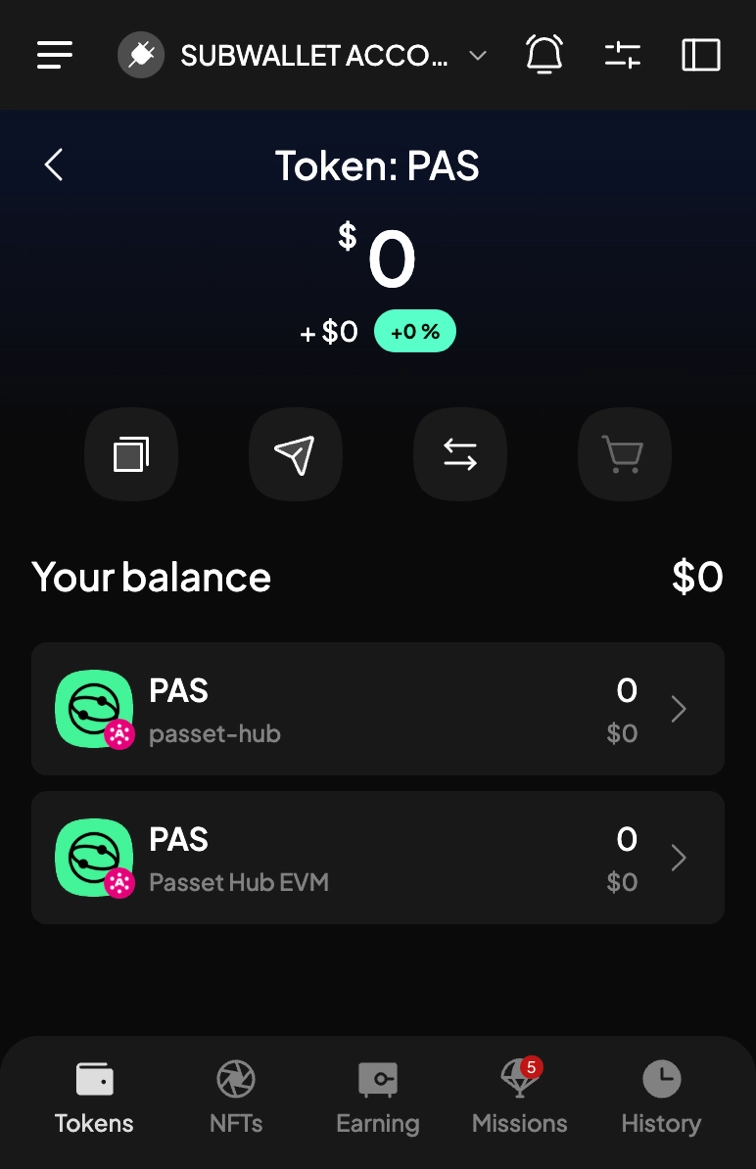 SUBWALLET ACCO...
Token: PAS
$ 0
+ $0 +0 %
Your balance $0
PAS 0
passet-hub $0
PAS 0
Passet Hub EVM $0
5
Tokens NFTs Earning Missions History